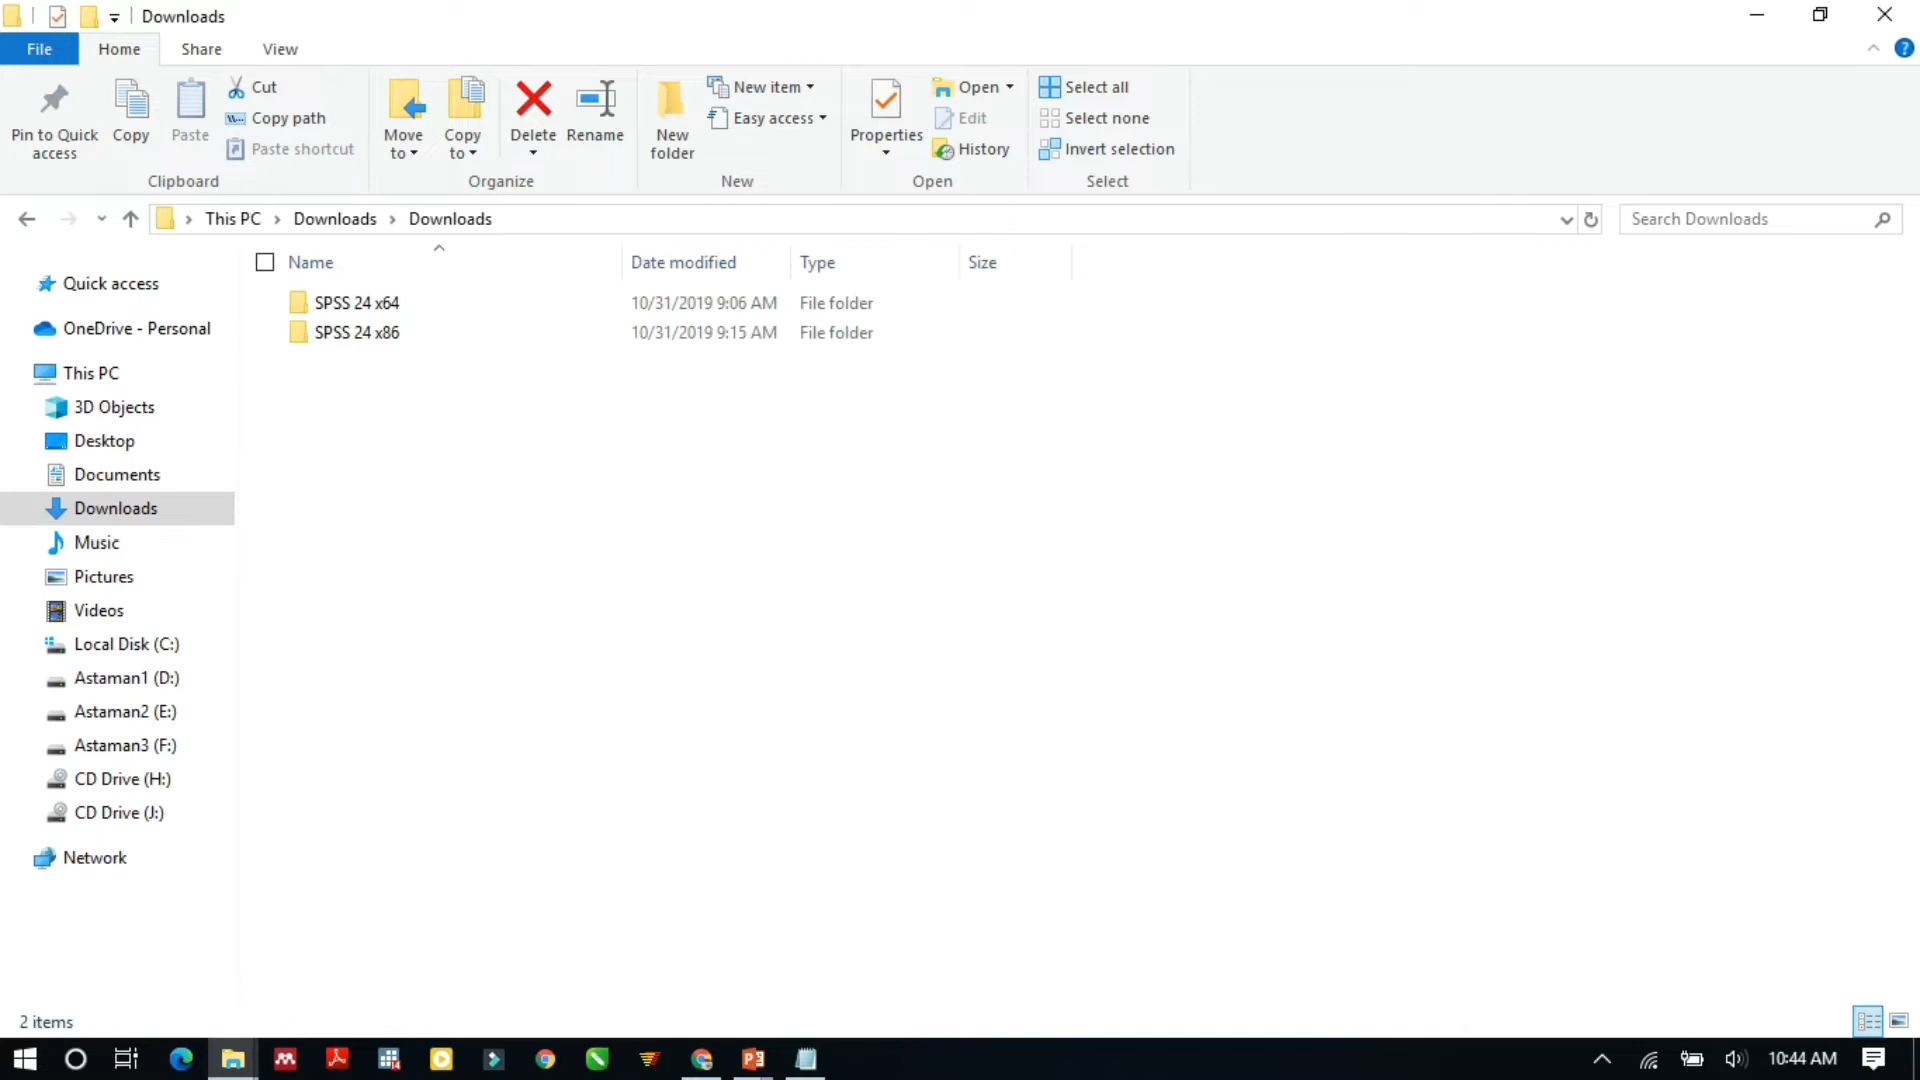 Downloads
File Home Share View
Pin to Quick access
Copy
Paste
Cut
Copy path
Paste shortcut
Clipboard
Move to
Copy to
Delete
Rename
Organize
New folder
New item
Easy access
New
Properties
Open
Edit
History
Open
Select all
Select none
Invert selection
Select
This PC Downloads Downloads
Search Downloads
Name Date modified Type Size
SPSS 24 x64 10/31/2019 9:06 AM File folder
SPSS 24 x86 10/31/2019 9:15 AM File folder
Quick access
OneDrive - Personal
This PC
3D Objects
Desktop
Documents
Downloads
Music
Pictures
Videos
Local Disk (C:)
Astaman1 (D:)
Astaman2 (E:)
Astaman3 (F:)
CD Drive (H:)
CD Drive (J:)
Network
2 items
10:44 AM